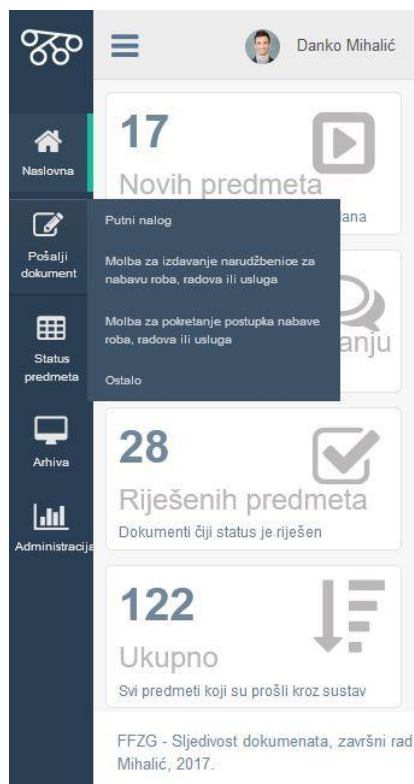 Danko Mihalić
Naslovna
Pošalji
dokument
Status
predmeta
Arhiva
Administracija
17
Novih predmeta
ana
Putni nalog
Molba za izdavanje narudžbenice za
nabavu roba, radova ili usluga
Molba za pokretanje postupka nabave
roba, radova ili usluga
Ostalo
anju
28
Riješenih predmeta
Dokumenti čiji status je riješen
122
Ukupno
Svi predmeti koji su prošli kroz sustav
FFZG - Sljedivost dokumenata, završni rad
Mihalić, 2017.